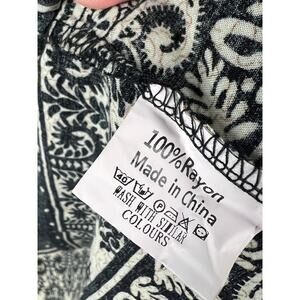 100%Rayon
Made in China
WASH WITH SIMILAR
COLOURS